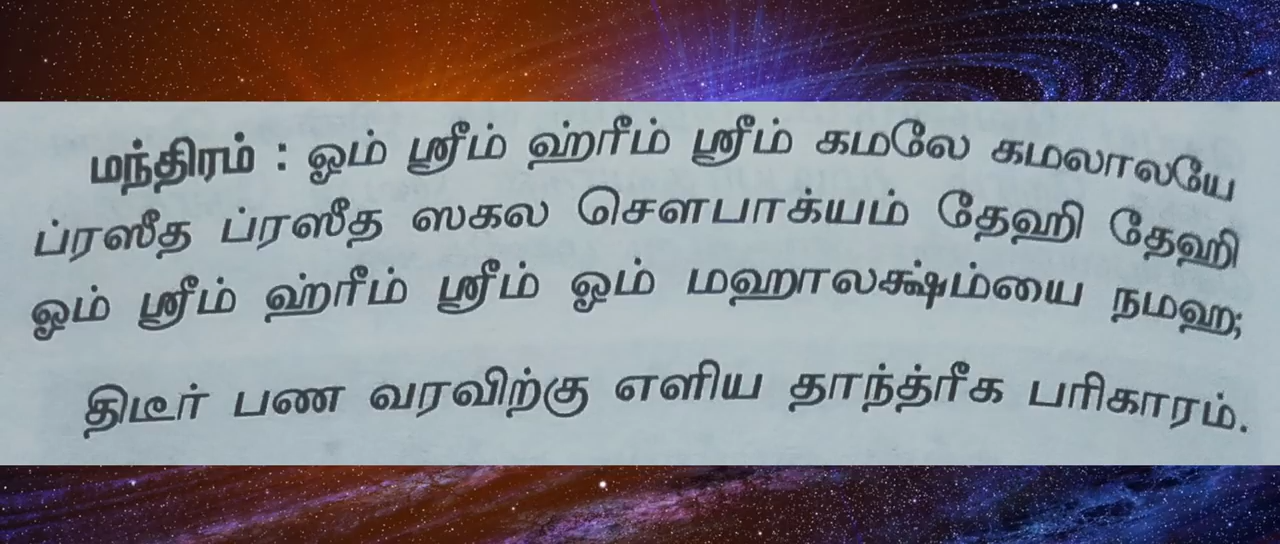 மந்திரம் : ஓம் ஸ்ரீம் ஹ்ரீம் ஸ்ரீம் கமலே கமலாலயே
ப்ரஸீத ப்ரஸீத ஸகல சௌபாக்யம் தேஹி தேஹி
ஓம் ஸ்ரீம் ஹ்ரீம் ஸ்ரீம் ஓம் மஹாலக்ஷ்ம்யை நமஹ;
திடீர் பண வரவிற்கு எளிய தாந்த்ரீக பரிகாரம்.